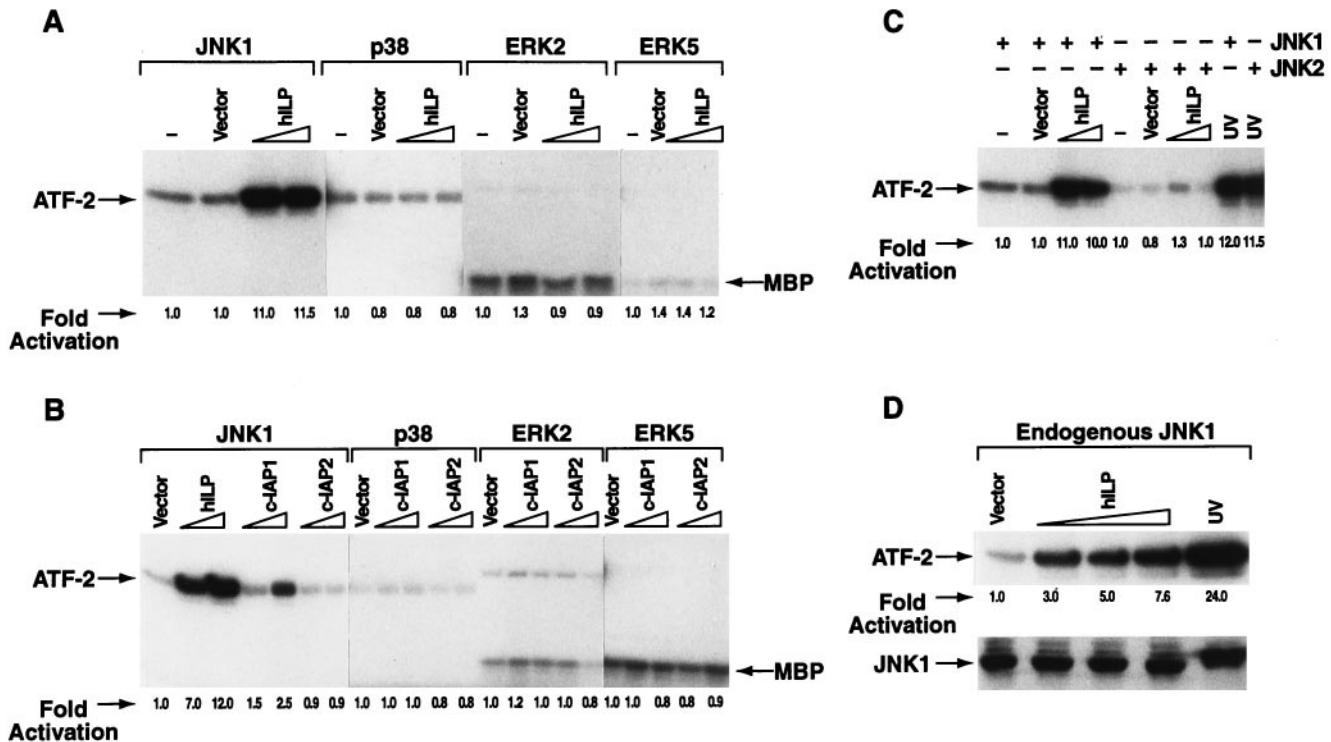 A
JNK1 p38 ERK2 ERK5
– Vector hILP – Vector hILP – Vector hILP – Vector hILP
ATF-2
MBP
Fold Activation 1.0 1.0 11.0 11.5 1.0 0.8 0.8 0.8 1.0 1.3 0.9 0.9 1.0 1.4 1.4 1.2
B
JNK1 p38 ERK2 ERK5
Vector hILP c-IAP1 c-IAP2 Vector c-IAP1 c-IAP2 Vector c-IAP1 c-IAP2 Vector c-IAP1 c-IAP2
ATF-2
MBP
Fold Activation 1.0 7.0 12.0 1.5 2.5 0.9 0.9 1.0 1.0 1.0 0.8 0.8 1.0 1.2 1.0 1.0 0.8 1.0 1.0 0.8 0.8 0.9
C
+ + + + – – – – + – JNK1
– – – – + + + + – + JNK2
– Vector hILP – Vector hILP UV UV
ATF-2
Fold Activation 1.0 1.0 11.0 10.0 1.0 0.8 1.3 1.0 12.0 11.5
D
Endogenous JNK1
Vector hILP UV
ATF-2
Fold Activation 1.0 3.0 5.0 7.6 24.0
JNK1